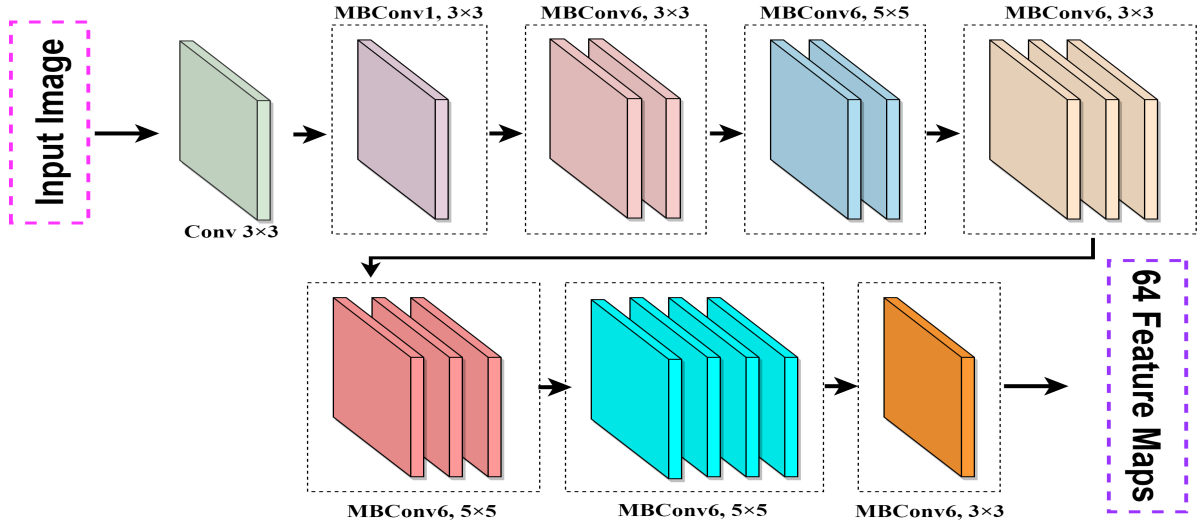 Input Image
Conv 3×3
MBConv1, 3×3
MBConv6, 3×3
MBConv6, 5×5
MBConv6, 3×3
MBConv6, 5×5
MBConv6, 5×5
MBConv6, 3×3
64 Feature Maps